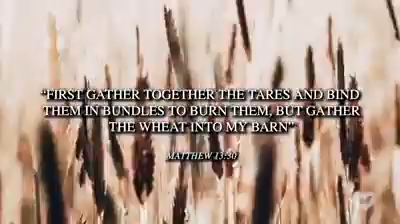 "FIRST GATHER TOGETHER THE TARES AND BIND
THEM IN BUNDLES TO BURN THEM, BUT GATHER
THE WHEAT INTO MY BARN"
MATTHEW 13:30